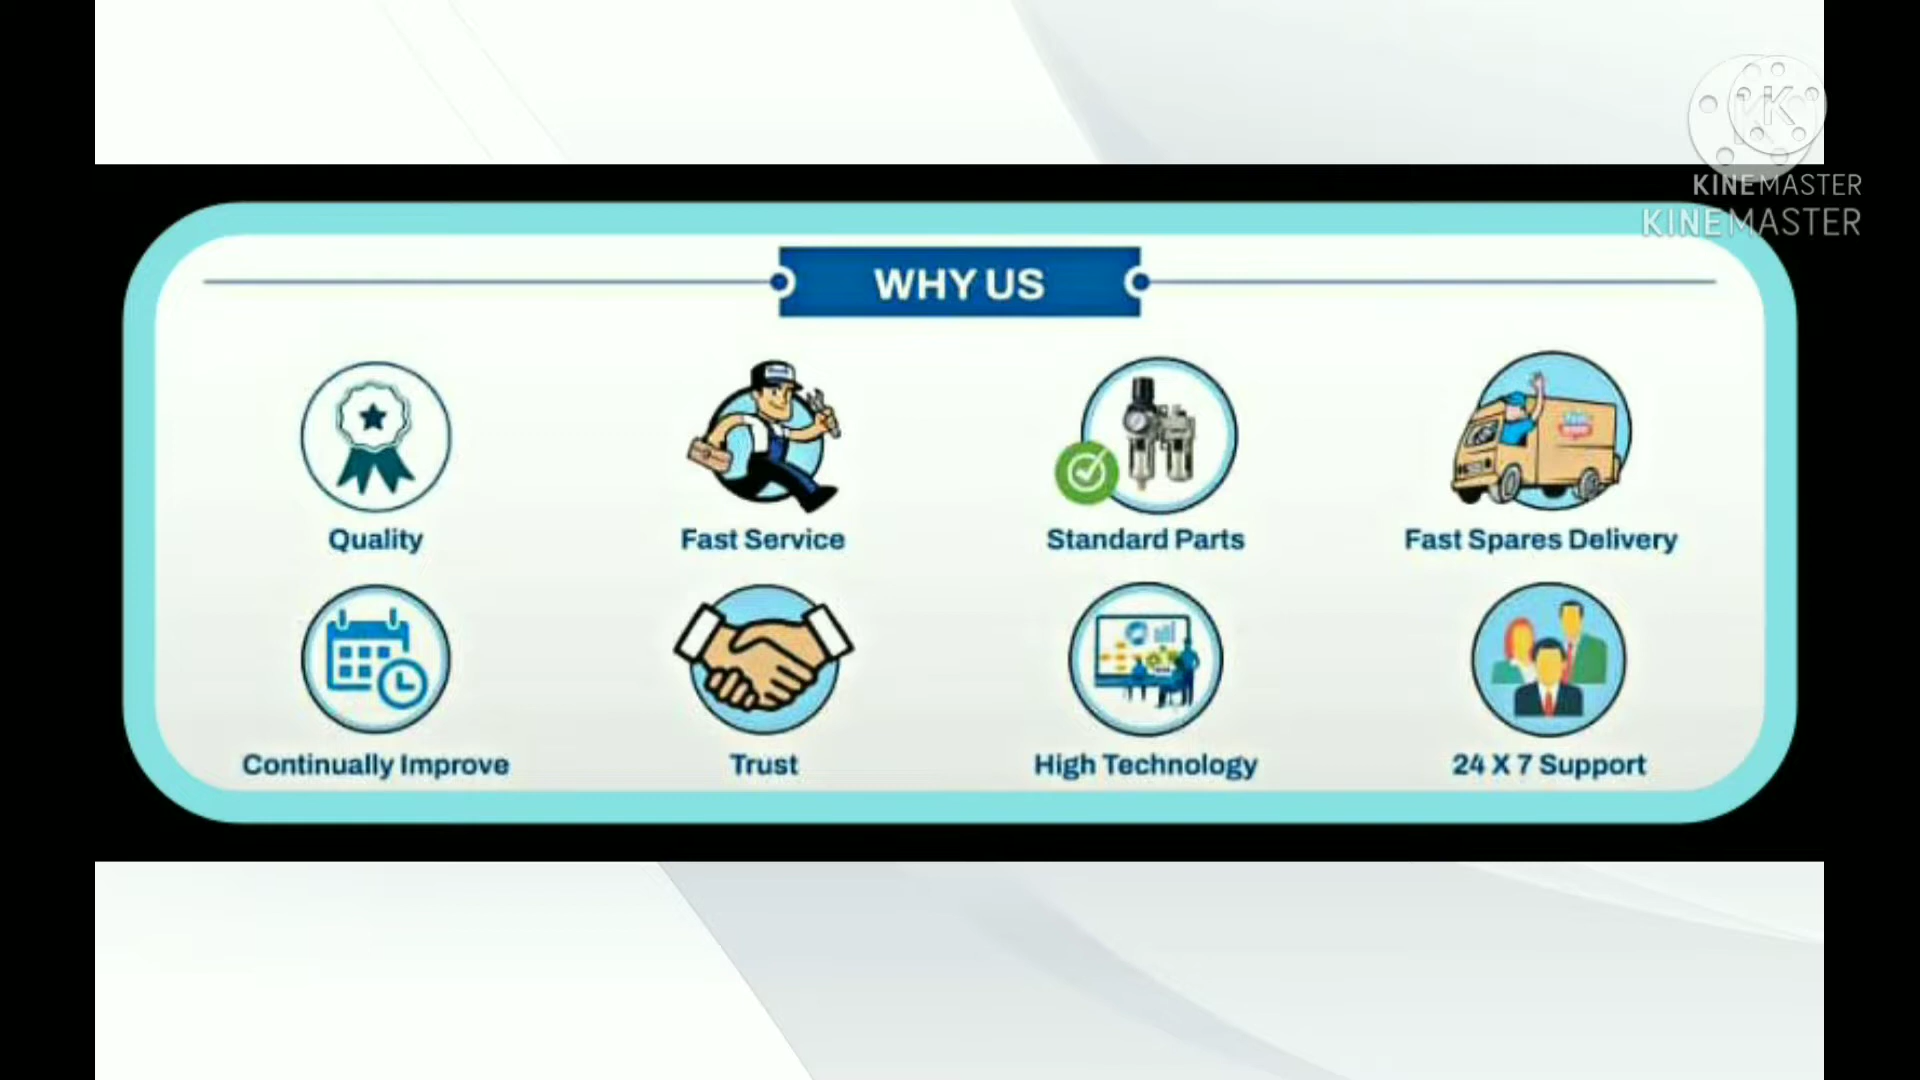 KINEMASTER
KINEMASTER
WHY US
Quality
Fast Service
Standard Parts
Fast Spares Delivery
Continually Improve
Trust
High Technology
24 X 7 Support